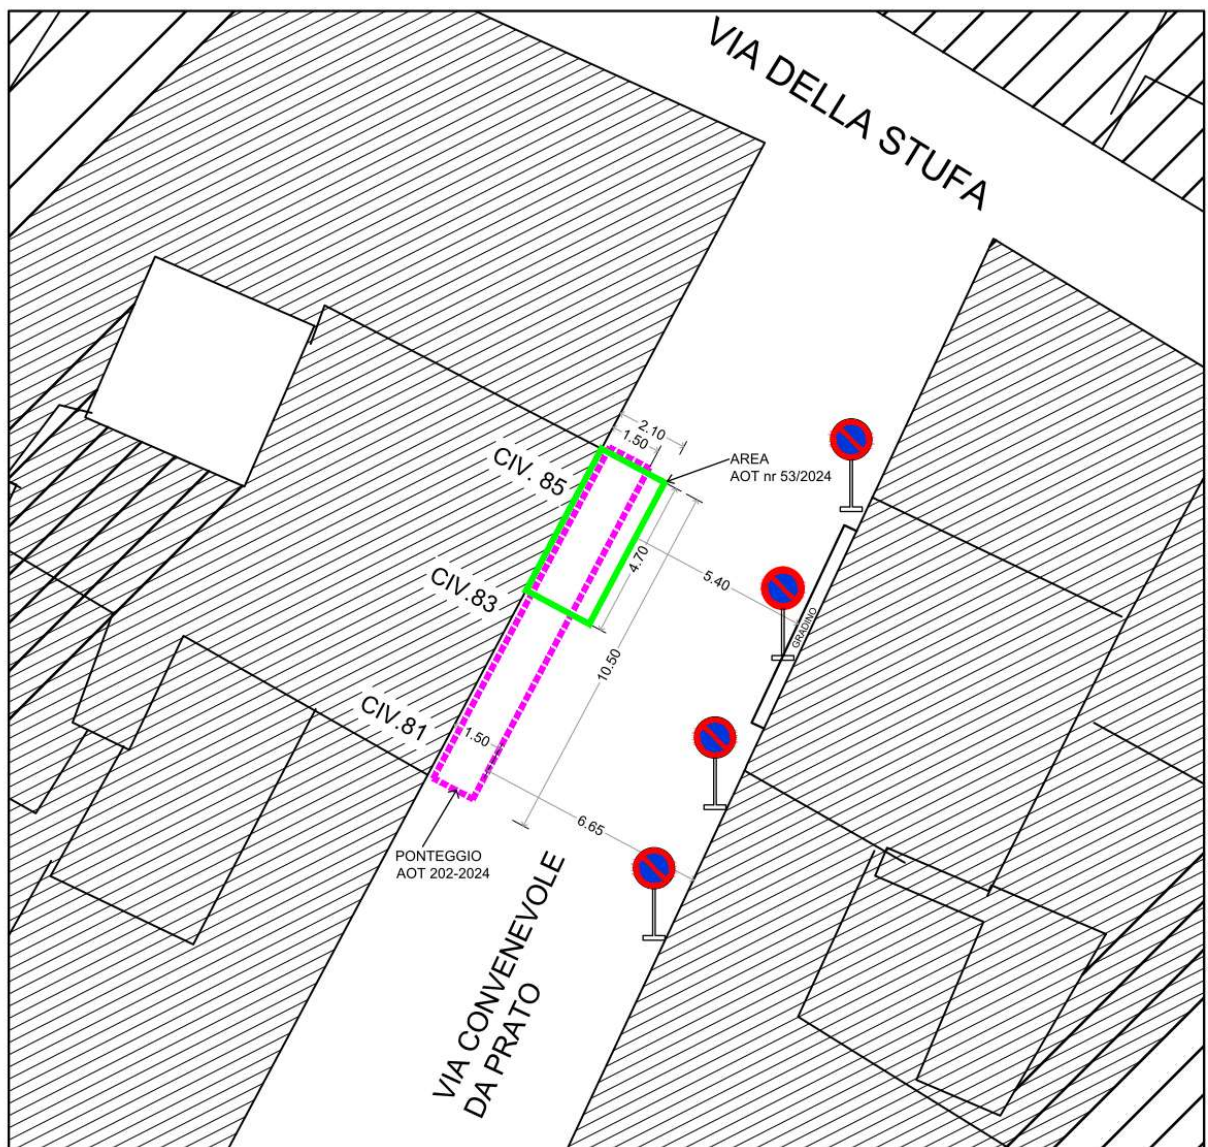 VIA DELLA STUFA
2.10
1.50
CIV. 85
AREA
AOT nr 53/2024
4.70
5.40
CIV.83
GRADINO
10.50
CIV.81
1.50
6.65
PONTEGGIO
AOT 202-2024
VIA CONVENEVOLE
DA PRATO